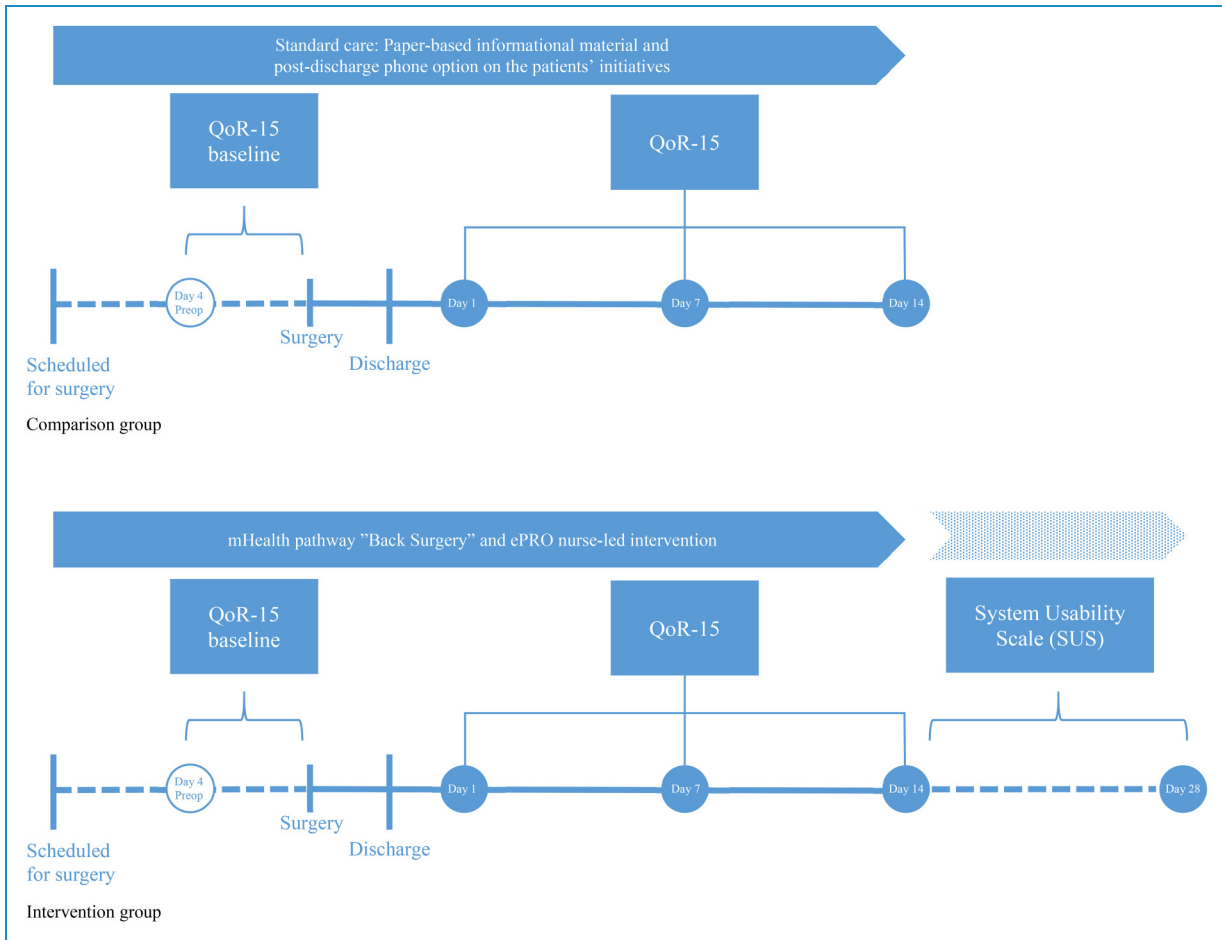 Standard care: Paper-based informational material and
post-discharge phone option on the patients’ initiatives
QoR-15
baseline
QoR-15
Day 4
Preop
Day 1
Day 7
Day 14
Surgery
Discharge
Scheduled
for surgery
Comparison group
mHealth pathway ”Back Surgery” and ePRO nurse-led intervention
QoR-15
baseline
QoR-15
System Usability
Scale (SUS)
Day 4
Preop
Day 1
Day 7
Day 14
Day 28
Surgery
Discharge
Scheduled
for surgery
Intervention group